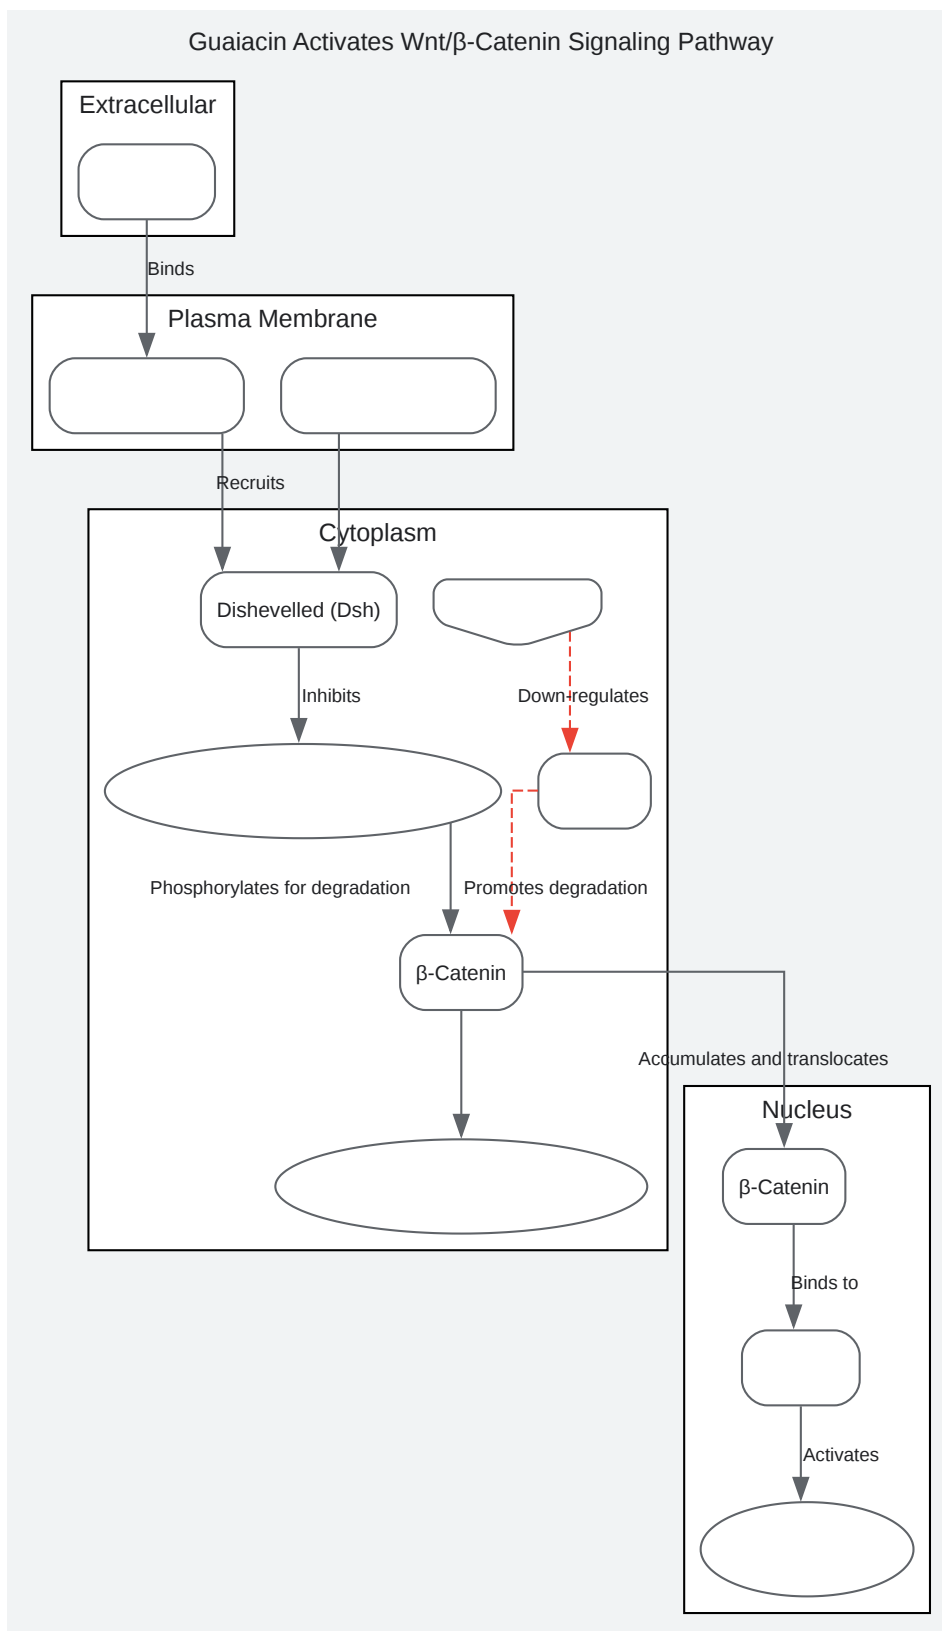 Guaiacin Activates Wnt/β-Catenin Signaling Pathway
Extracellular
Binds
Plasma Membrane
Recruits
Cytoplasm
Dishevelled (Dsh)
Inhibits
Down-regulates
Phosphorylates for degradation
Promotes degradation
β-Catenin
Accumulates and translocates
Nucleus
β-Catenin
Binds to
Activates